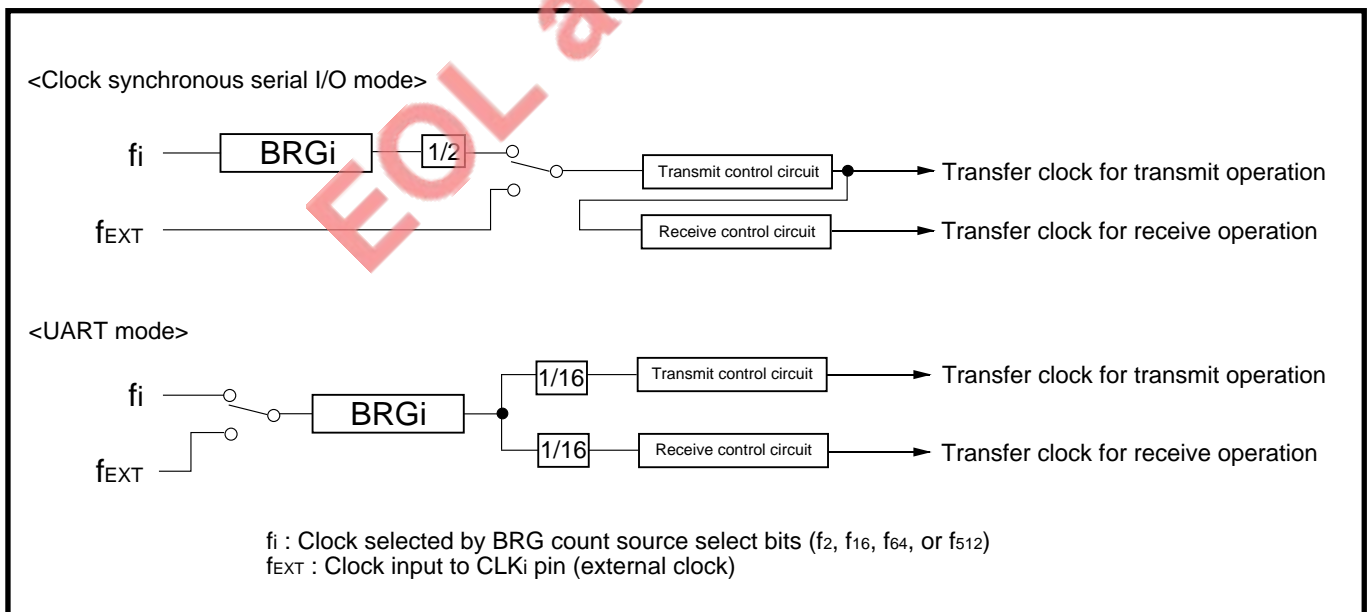 EOL a
<Clock synchronous serial I/O mode>
fi
BRGi
1/2
Transmit control circuit
Transfer clock for transmit operation
fEXT
Receive control circuit
Transfer clock for receive operation
<UART mode>
fi
BRGi
1/16
Transmit control circuit
Transfer clock for transmit operation
fEXT
1/16
Receive control circuit
Transfer clock for receive operation
fi : Clock selected by BRG count source select bits (f2, f16, f64, or f512)
fEXT : Clock input to CLKi pin (external clock)